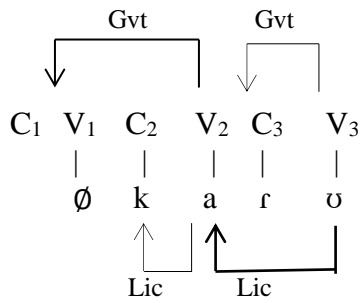 Gvt Gvt
C₁ V₁ C₂ V₂ C₃ V₃
| | | | |
∅ k a ɾ ʊ
Lic Lic